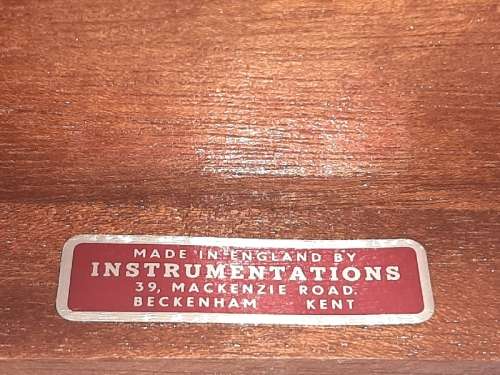 MADE IN ENGLAND BY
INSTRUMENTATIONS
39, MACKENZIE ROAD.
BECKENHAM KENT